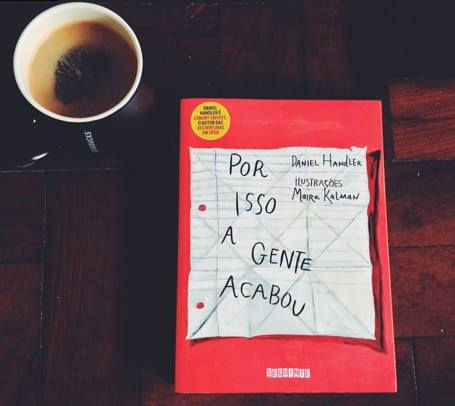 DANIEL
HANDLER É
LEMONY SNICKET,
O AUTOR DAS
DESVENTURAS
EM SÉRIE
POR
ISSO
A
GENTE
ACABOU
DANIEL HANDLER
ILUSTRAÇÕES
Maira Kalman
SEGUINTE